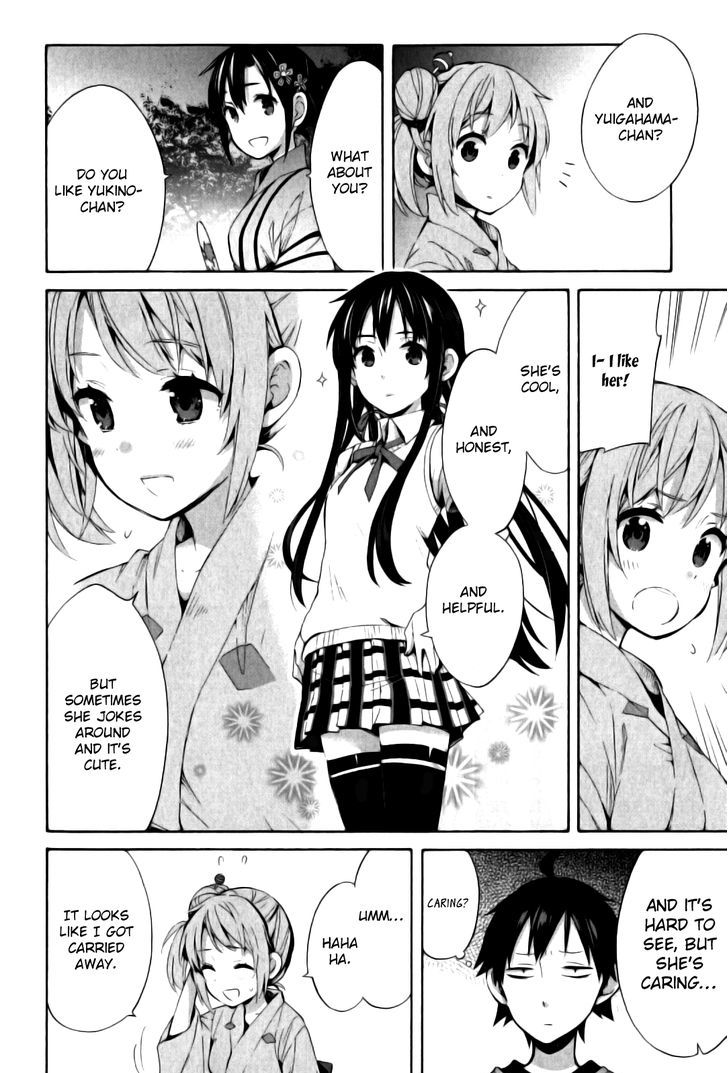 AND
YUIGAHAMA-
CHAN?
WHAT
ABOUT
YOU?
DO YOU
LIKE YUKINO-
CHAN?
I- I like
her!
SHE'S
COOL,
AND
HONEST,
AND
HELPFUL.
BUT
SOMETIMES
SHE JOKES
AROUND
AND IT'S
CUTE.
AND IT'S
HARD TO
SEE, BUT
SHE'S
CARING...
CARING?
UMM...
HAHA
HA.
IT LOOKS
LIKE I GOT
CARRIED
AWAY.